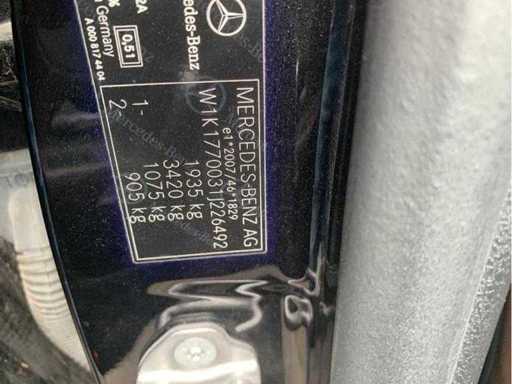 MERCEDES-BENZ AG
e1*2007/46*1829
W1K1770031J226492
1935 kg
3420 kg
1- 1075 kg
2 905 kg
Mercedes-Benz
2A
0,51
Germany
A 000 817 44 04